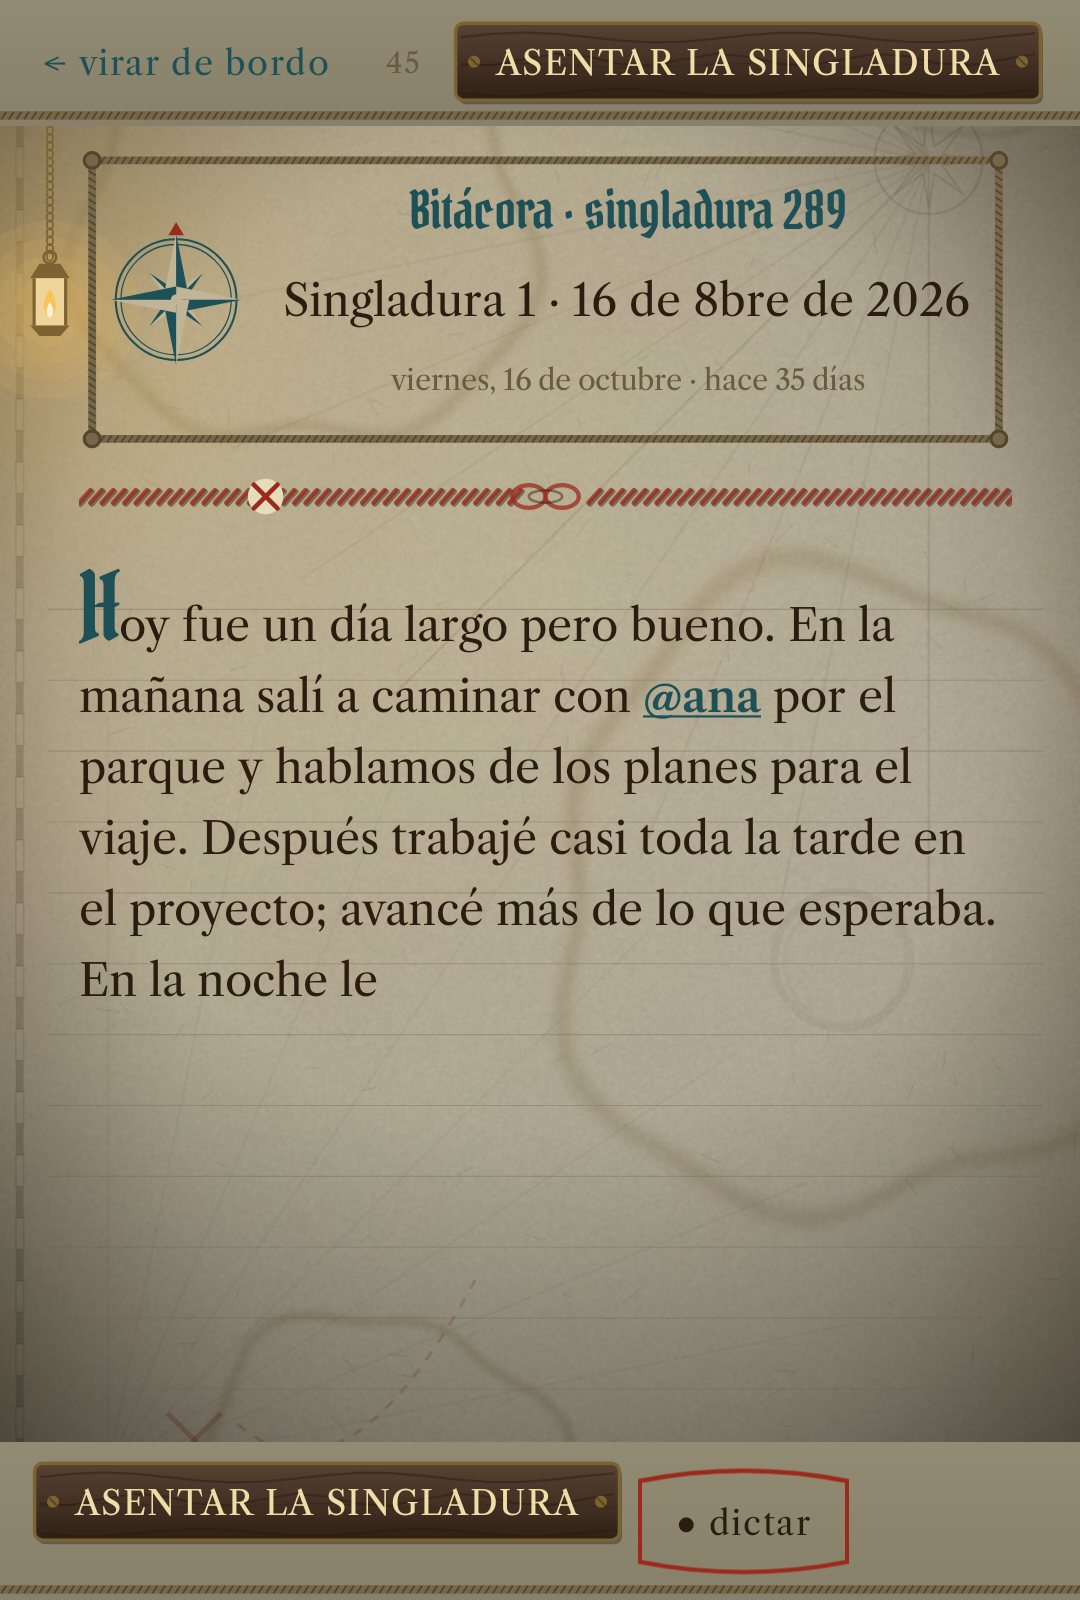 ← virar de bordo
45
ASENTAR LA SINGLADURA
Bitácora · singladura 289
Singladura 1 · 16 de 8bre de 2026
viernes, 16 de octubre · hace 35 días
Hoy fue un día largo pero bueno. En la
mañana salí a caminar con @ana por el
parque y hablamos de los planes para el
viaje. Después trabajé casi toda la tarde en
el proyecto; avancé más de lo que esperaba.
En la noche le
ASENTAR LA SINGLADURA
• dictar